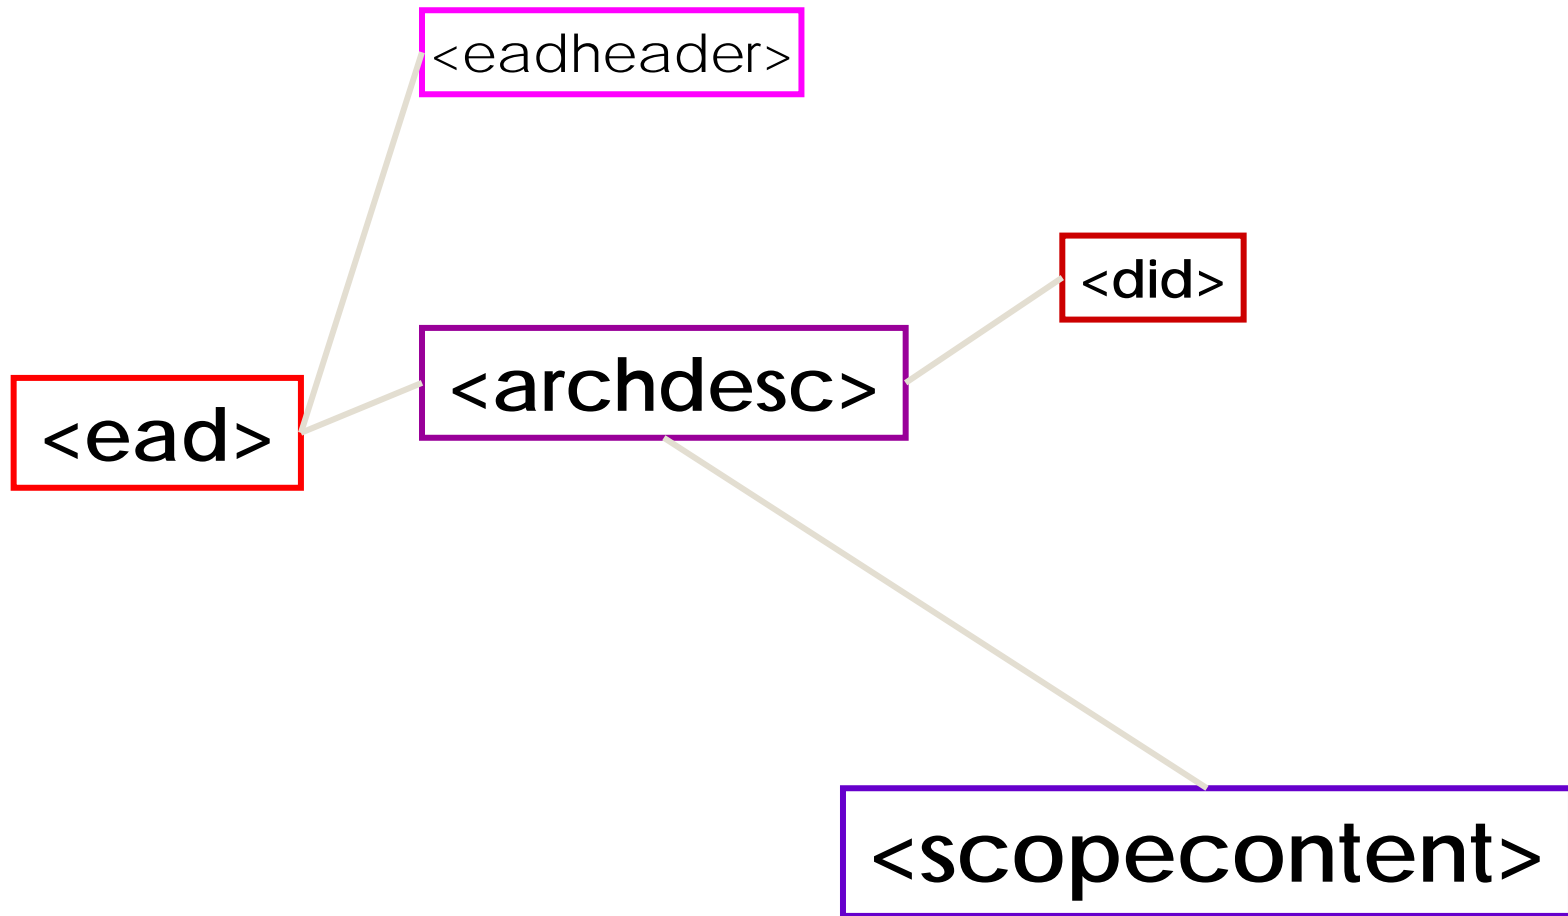 <eadheader>
<did>
<archdesc>
<ead>
<scopecontent>